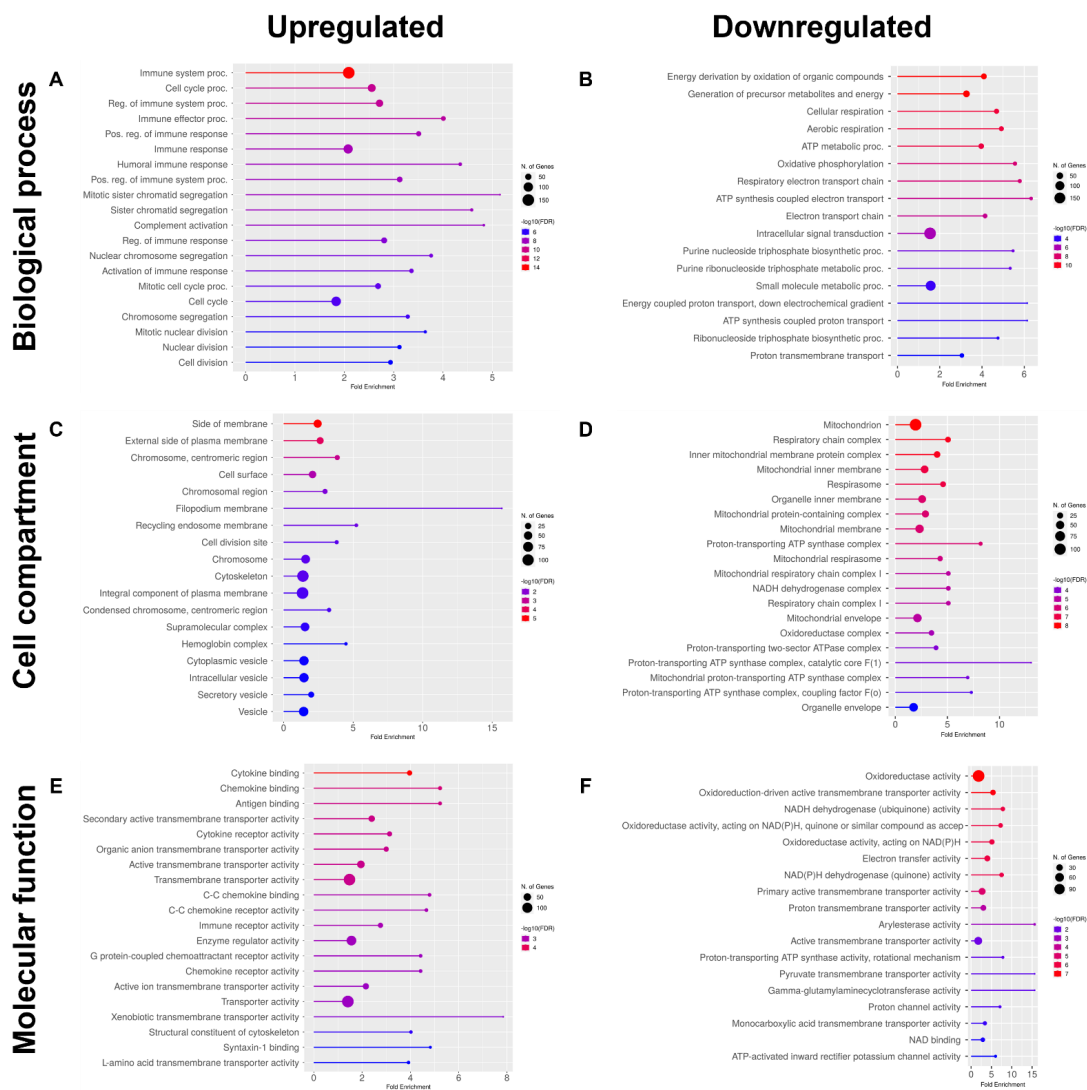 Upregulated
Downregulated
Biological process
A
Immune system proc.
Cell cycle proc.
Reg. of immune system proc.
Immune effector proc.
Pos. reg. of immune response
Immune response
Humoral immune response
Pos. reg. of immune system proc.
Mitotic sister chromatid segregation
Sister chromatid segregation
Complement activation
Reg. of immune response
Nuclear chromosome segregation
Activation of immune response
Mitotic cell cycle proc.
Cell cycle
Chromosome segregation
Mitotic nuclear division
Nuclear division
Cell division
0 1 2 3 4 5
Fold Enrichment
N. of Genes
50
100
150
-log10(FDR)
6
8
10
12
14
B
Energy derivation by oxidation of organic compounds
Generation of precursor metabolites and energy
Cellular respiration
Aerobic respiration
ATP metabolic proc.
Oxidative phosphorylation
Respiratory electron transport chain
ATP synthesis coupled electron transport
Electron transport chain
Intracellular signal transduction
Purine nucleoside triphosphate biosynthetic proc.
Purine ribonucleoside triphosphate metabolic proc.
Small molecule metabolic proc.
Energy coupled proton transport, down electrochemical gradient
ATP synthesis coupled proton transport
Ribonucleoside triphosphate biosynthetic proc.
Proton transmembrane transport
0 2 4 6
Fold Enrichment
N. of Genes
50
100
150
-log10(FDR)
4
6
8
10
Cell compartment
C
Side of membrane
External side of plasma membrane
Chromosome, centromeric region
Cell surface
Chromosomal region
Filopodium membrane
Recycling endosome membrane
Cell division site
Chromosome
Cytoskeleton
Integral component of plasma membrane
Condensed chromosome, centromeric region
Supramolecular complex
Hemoglobin complex
Cytoplasmic vesicle
Intracellular vesicle
Secretory vesicle
Vesicle
0 5 10 15
Fold Enrichment
N. of Genes
25
50
75
100
-log10(FDR)
2
3
4
5
D
Mitochondrion
Respiratory chain complex
Inner mitochondrial membrane protein complex
Mitochondrial inner membrane
Respirasome
Organelle inner membrane
Mitochondrial protein-containing complex
Mitochondrial membrane
Proton-transporting ATP synthase complex
Mitochondrial respirasome
Mitochondrial respiratory chain complex I
NADH dehydrogenase complex
Respiratory chain complex I
Mitochondrial envelope
Oxidoreductase complex
Proton-transporting two-sector ATPase complex
Proton-transporting ATP synthase complex, catalytic core F(1)
Mitochondrial proton-transporting ATP synthase complex
Proton-transporting ATP synthase complex, coupling factor F(o)
Organelle envelope
0 5 10
Fold Enrichment
N. of Genes
25
50
75
100
-log10(FDR)
4
5
6
7
8
Molecular function
E
Cytokine binding
Chemokine binding
Antigen binding
Secondary active transmembrane transporter activity
Cytokine receptor activity
Organic anion transmembrane transporter activity
Active transmembrane transporter activity
Transmembrane transporter activity
C-C chemokine binding
C-C chemokine receptor activity
Immune receptor activity
Enzyme regulator activity
G protein-coupled chemoattractant receptor activity
Chemokine receptor activity
Active ion transmembrane transporter activity
Transporter activity
Xenobiotic transmembrane transporter activity
Structural constituent of cytoskeleton
Syntaxin-1 binding
L-amino acid transmembrane transporter activity
0 2 4 6 8
Fold Enrichment
N. of Genes
50
100
-log10(FDR)
3
4
F
Oxidoreductase activity
Oxidoreduction-driven active transmembrane transporter activity
NADH dehydrogenase (ubiquinone) activity
Oxidoreductase activity, acting on NAD(P)H, quinone or similar compound as accep
Oxidoreductase activity, acting on NAD(P)H
Electron transfer activity
NAD(P)H dehydrogenase (quinone) activity
Primary active transmembrane transporter activity
Proton transmembrane transporter activity
Arylesterase activity
Active transmembrane transporter activity
Proton-transporting ATP synthase activity, rotational mechanism
Pyruvate transmembrane transporter activity
Gamma-glutamylaminecyclotransferase activity
Proton channel activity
Monocarboxylic acid transmembrane transporter activity
NAD binding
ATP-activated inward rectifier potassium channel activity
0 5 10 15
Fold Enrichment
N. of Genes
30
60
90
-log10(FDR)
2
3
4
5
6
7